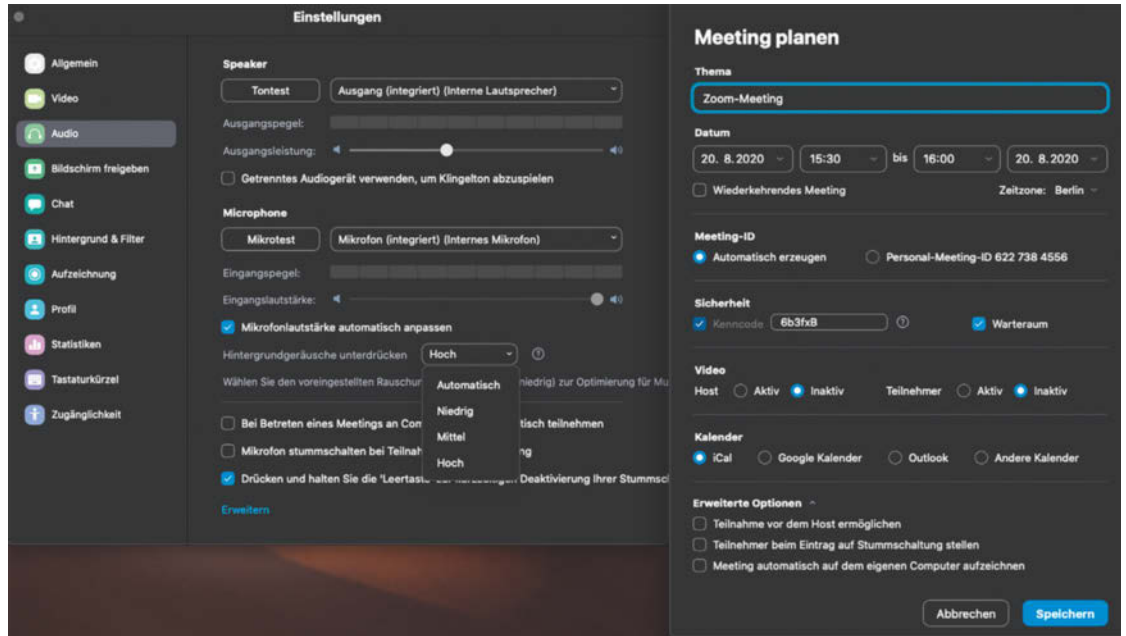 Einstellungen
Allgemein
Video
Audio
Bildschirm freigeben
Chat
Hintergrund & Filter
Aufzeichnung
Profil
Statistiken
Tastaturkürzel
Zugänglichkeit
Speaker
Tontest Ausgang (integriert) (Interne Lautsprecher)
Ausgangspegel:
Ausgangsleistung:
Getrenntes Audiogerät verwenden, um Klingelton abzuspielen
Microphone
Mikrotest Mikrofon (integriert) (Internes Mikrofon)
Eingangspegel:
Eingangslautstärke:
Mikrofonlautstärke automatisch anpassen
Hintergrundgeräusche unterdrücken Hoch
Wählen Sie den voreingestellten Rauschun niedrig) zur Optimierung für Mu
Automatisch
Niedrig
Mittel
Hoch
Bei Betreten eines Meetings an Com tisch teilnehmen
Mikrofon stummschalten bei Teilnah ng
Drücken und halten Sie die 'Leertaste' zur kurzzeitigen Deaktivierung Ihrer Stummsc
Erweitern
Meeting planen
Thema
Zoom-Meeting
Datum
20. 8.2020 15:30 bis 16:00 20. 8.2020
Wiederkehrendes Meeting Zeitzone: Berlin
Meeting-ID
Automatisch erzeugen Personal-Meeting-ID 622 738 4556
Sicherheit
Kenncode 6b3fxB Warteraum
Video
Host Aktiv Inaktiv Teilnehmer Aktiv Inaktiv
Kalender
iCal Google Kalender Outlook Andere Kalender
Erweiterte Optionen
Teilnahme vor dem Host ermöglichen
Teilnehmer beim Eintrag auf Stummschaltung stellen
Meeting automatisch auf dem eigenen Computer aufzeichnen
Abbrechen Speichern